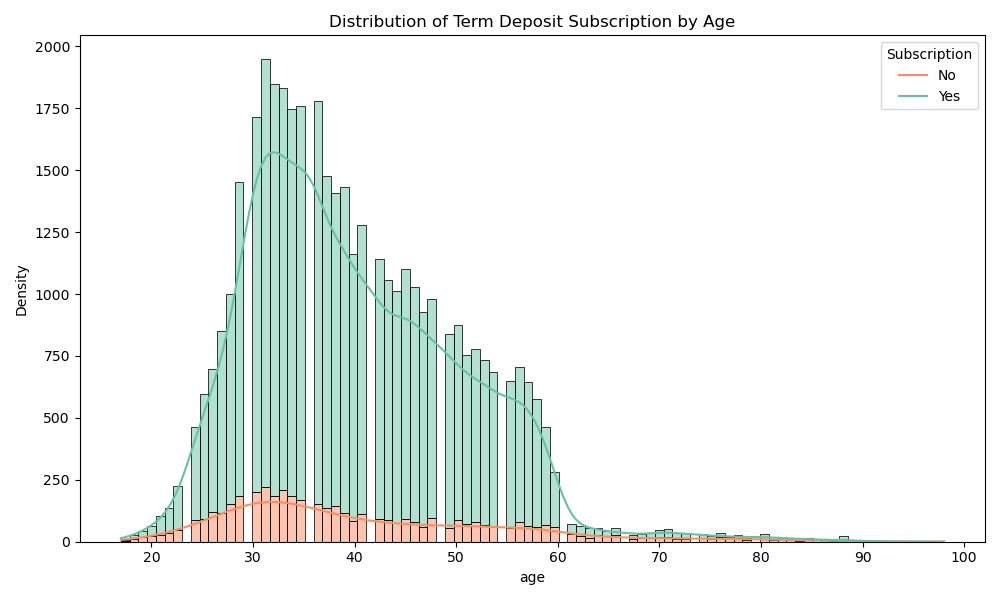 Distribution of Term Deposit Subscription by Age
Subscription
No
Yes
Density
2000
1750
1500
1250
1000
750
500
250
0
20 30 40 50 60 70 80 90 100
age